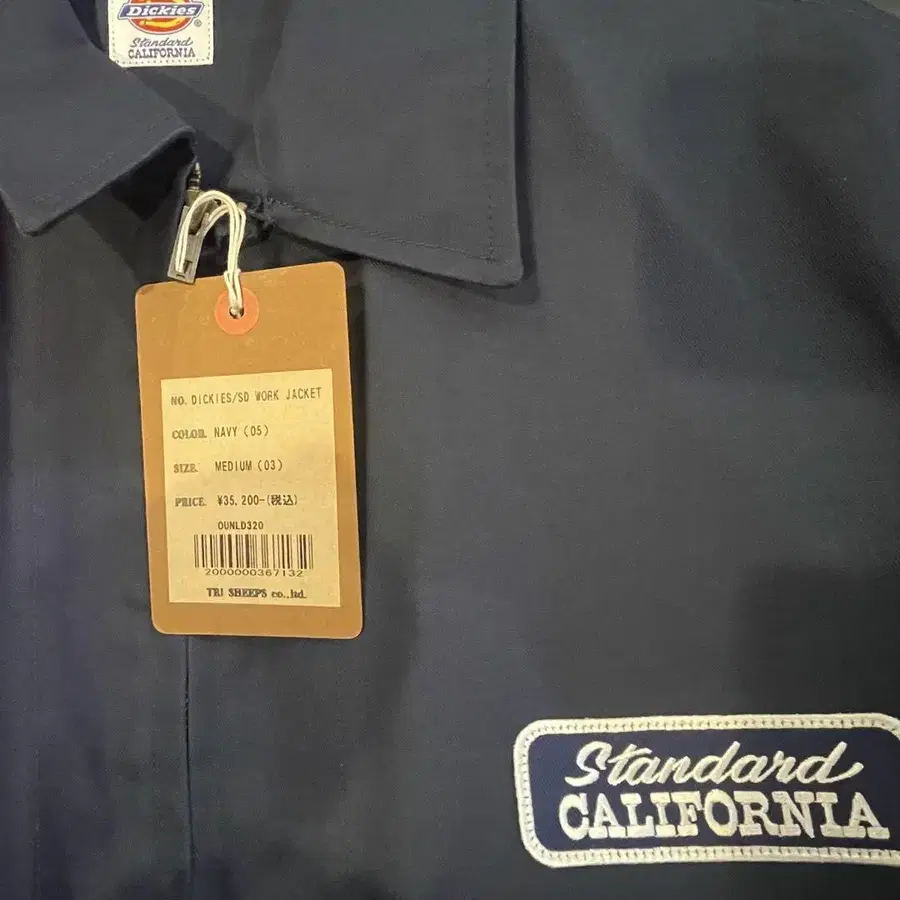 Dickies
®
Standard
CALIFORNIA
NO. DICKIES/SD WORK JACKET
COLOR. NAVY (05)
SIZE. MEDIUM (03)
PRICE. ¥35,200-(税込)
OUNLD320
2000000367132
TRI SHEEPS co.,ltd.
Standard
CALIFORNIA